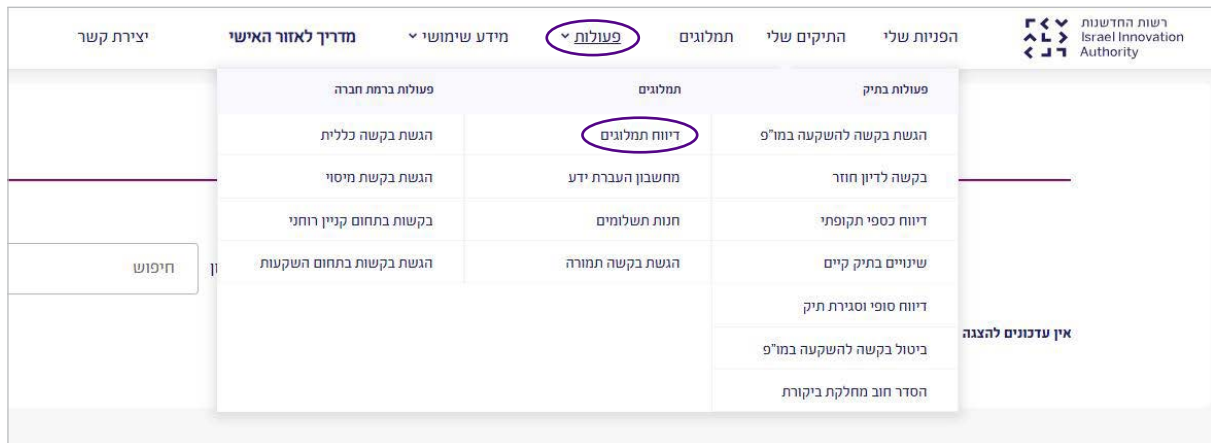 רשות החדשנות
Israel Innovation
Authority
הפניות שלי
התיקים שלי
תמלוגים
פעולות
מידע שימושי
מדריך לאזור האישי
יצירת קשר
פעולות בתיק
הגשת בקשה להשקעה במו"פ
בקשה לדיון חוזר
דיווח כספי תקופתי
שינויים בתיק קיים
דיווח סופי וסגירת תיק
ביטול בקשה להשקעה במו"פ
הסדר חוב מחלקת ביקורת
תמלוגים
דיווח תמלוגים
מחשבון העברת ידע
חנות תשלומים
הגשת בקשה תמורה
פעולות ברמת חברה
הגשת בקשה כללית
הגשת בקשת מיסוי
בקשות בתחום קניין רוחני
הגשת בקשות בתחום השקעות
חיפוש
אין עדכונים להצגה